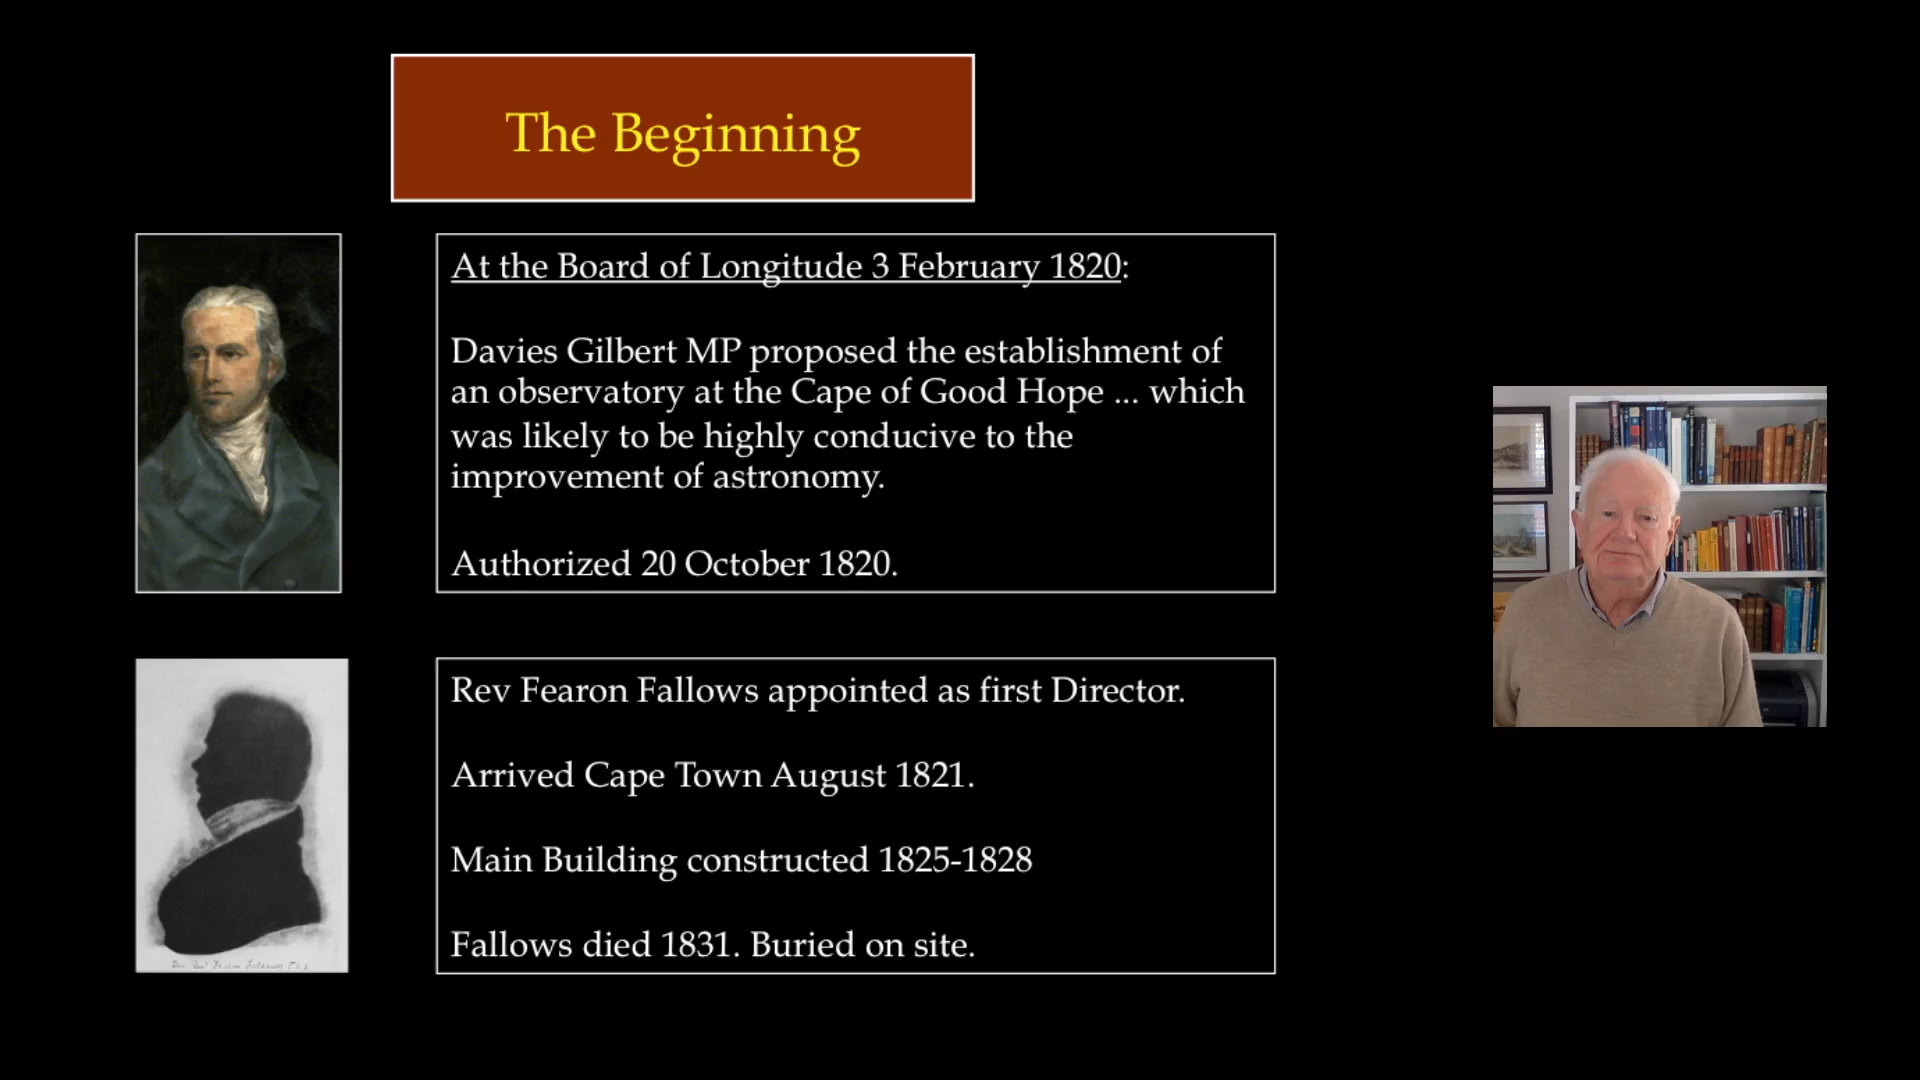 The Beginning
At the Board of Longitude 3 February 1820:
Davies Gilbert MP proposed the establishment of
an observatory at the Cape of Good Hope ... which
was likely to be highly conducive to the
improvement of astronomy.
Authorized 20 October 1820.
Rev Fearon Fallows appointed as first Director.
Arrived Cape Town August 1821.
Main Building constructed 1825-1828
Fallows died 1831. Buried on site.